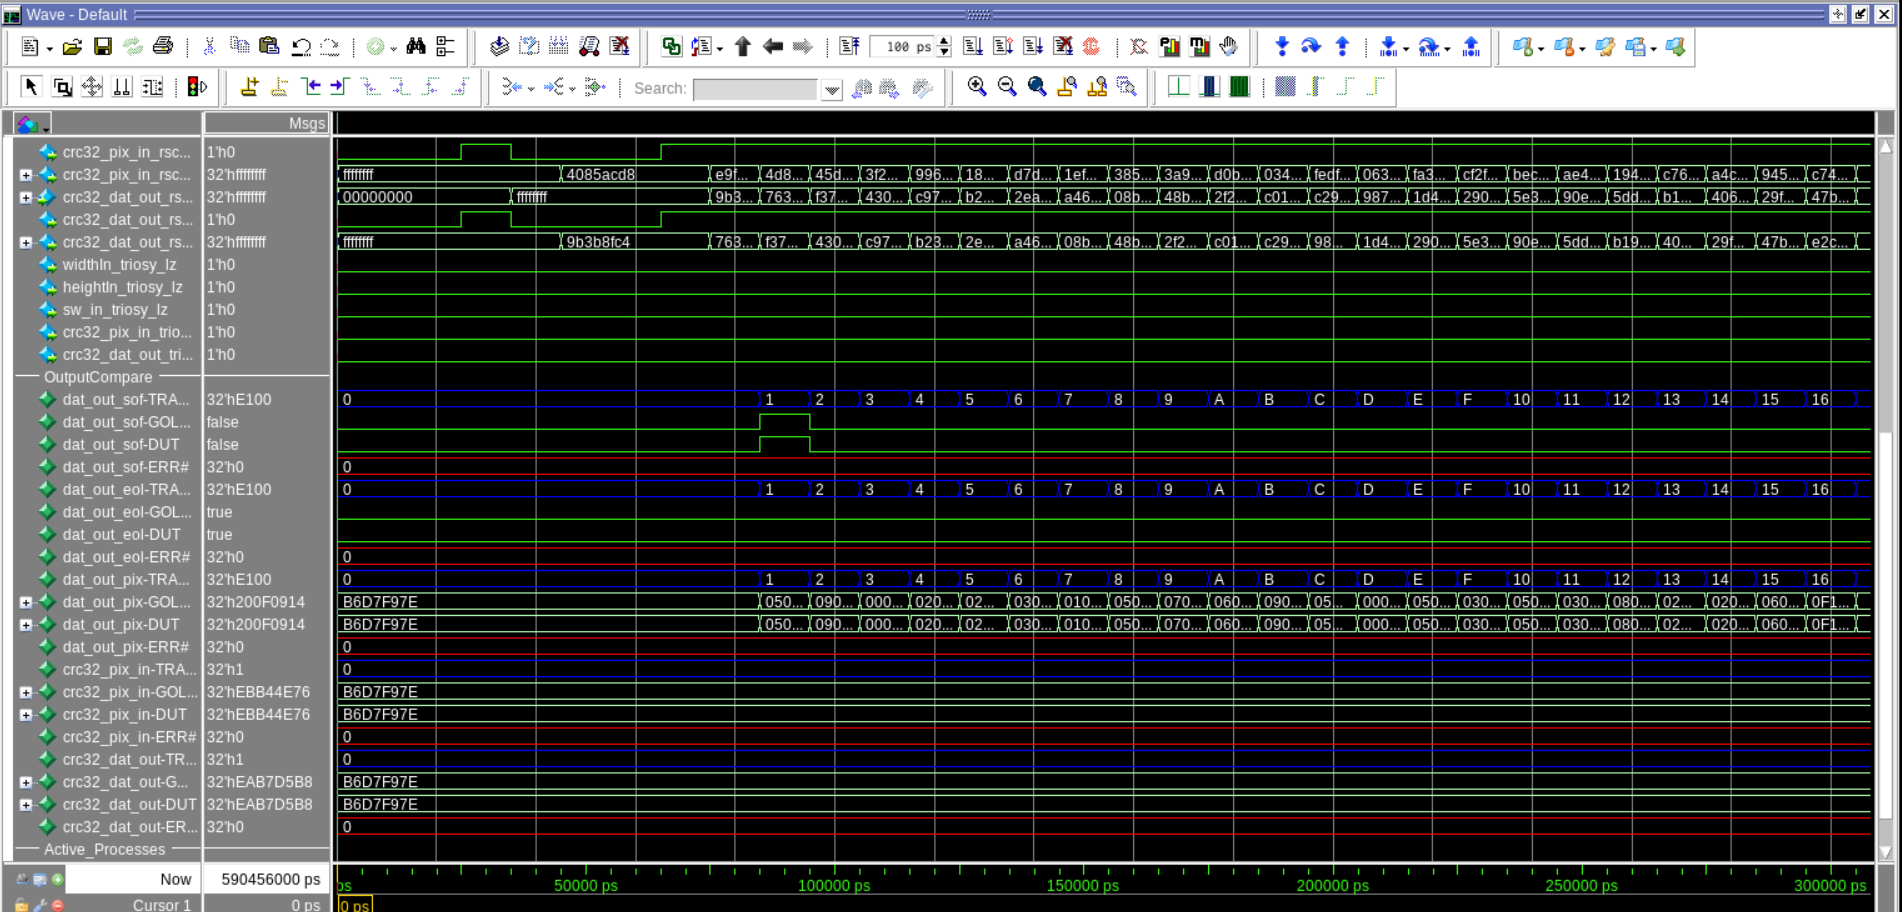 Wave - Default
100 ps
Search:
Msgs
crc32_pix_in_rsc... 1'h0
crc32_pix_in_rsc... 32'hffffffff ffffffff 4085acd8 e9f... 4d8... 45d... 3f2... 996... 18... d7d... 1ef... 385... 3a9... d0b... 034... fedf... 063... fa3... cf2f... bec... ae4... 194... c76... a4c... 945... c74...
crc32_dat_out_rs... 32'hffffffff 00000000 ffffffff 9b3... 763... f37... 430... c97... b2... 2ea... a46... 08b... 48b... 2f2... c01... c29... 987... 1d4... 290... 5e3... 90e... 5dd... b1... 406... 29f... 47b...
crc32_dat_out_rs... 1'h0
crc32_dat_out_rs... 32'hffffffff ffffffff 9b3b8fc4 763... f37... 430... c97... b23... 2e... a46... 08b... 48b... 2f2... c01... c29... 98... 1d4... 290... 5e3... 90e... 5dd... b19... 40... 29f... 47b... e2c...
widthIn_triosy_lz 1'h0
heightIn_triosy_lz 1'h0
sw_in_triosy_lz 1'h0
crc32_pix_in_trio... 1'h0
crc32_dat_out_tri... 1'h0
OutputCompare
dat_out_sof-TRA... 32'hE100 0 1 2 3 4 5 6 7 8 9 A B C D E F 10 11 12 13 14 15 16
dat_out_sof-GOL... false
dat_out_sof-DUT false
dat_out_sof-ERR# 32'h0 0
dat_out_eol-TRA... 32'hE100 0 1 2 3 4 5 6 7 8 9 A B C D E F 10 11 12 13 14 15 16
dat_out_eol-GOL... true
dat_out_eol-DUT true
dat_out_eol-ERR# 32'h0 0
dat_out_pix-TRA... 32'hE100 0 1 2 3 4 5 6 7 8 9 A B C D E F 10 11 12 13 14 15 16
dat_out_pix-GOL... 32'h200F0914 B6D7F97E 050... 090... 000... 020... 02... 030... 010... 050... 070... 060... 090... 05... 000... 050... 030... 050... 030... 080... 02... 020... 060... 0F1...
dat_out_pix-DUT 32'h200F0914 B6D7F97E 050... 090... 000... 020... 02... 030... 010... 050... 070... 060... 090... 05... 000... 050... 030... 050... 030... 080... 02... 020... 060... 0F1...
dat_out_pix-ERR# 32'h0 0
crc32_pix_in-TRA... 32'h1 0
crc32_pix_in-GOL... 32'hEBB44E76 B6D7F97E
crc32_pix_in-DUT 32'hEBB44E76 B6D7F97E
crc32_pix_in-ERR# 32'h0 0
crc32_dat_out-TR... 32'h1 0
crc32_dat_out-G... 32'hEAB7D5B8 B6D7F97E
crc32_dat_out-DUT 32'hEAB7D5B8 B6D7F97E
crc32_dat_out-ER... 32'h0 0
Active_Processes
Now 590456000 ps ps 50000 ps 100000 ps 150000 ps 200000 ps 250000 ps 300000 ps
Cursor 1 0 ps 0 ps